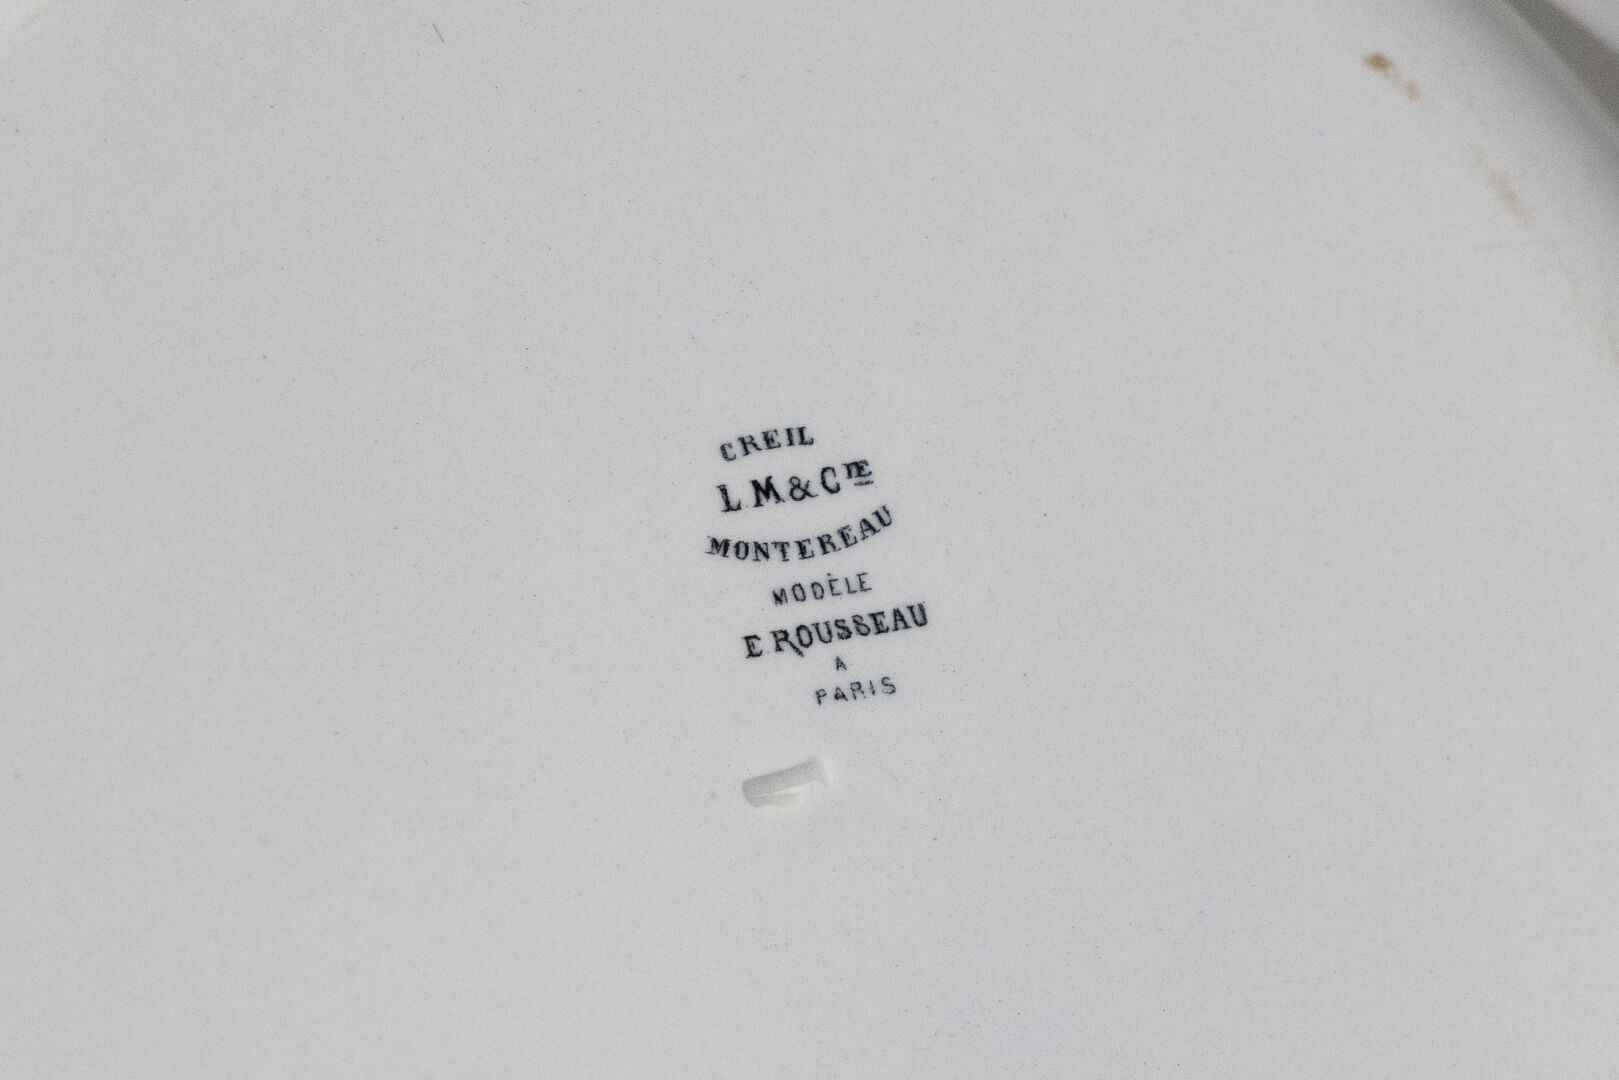 CREIL
L.M & CIE
MONTEREAU
MODÈLE
E ROUSSEAU
A
PARIS